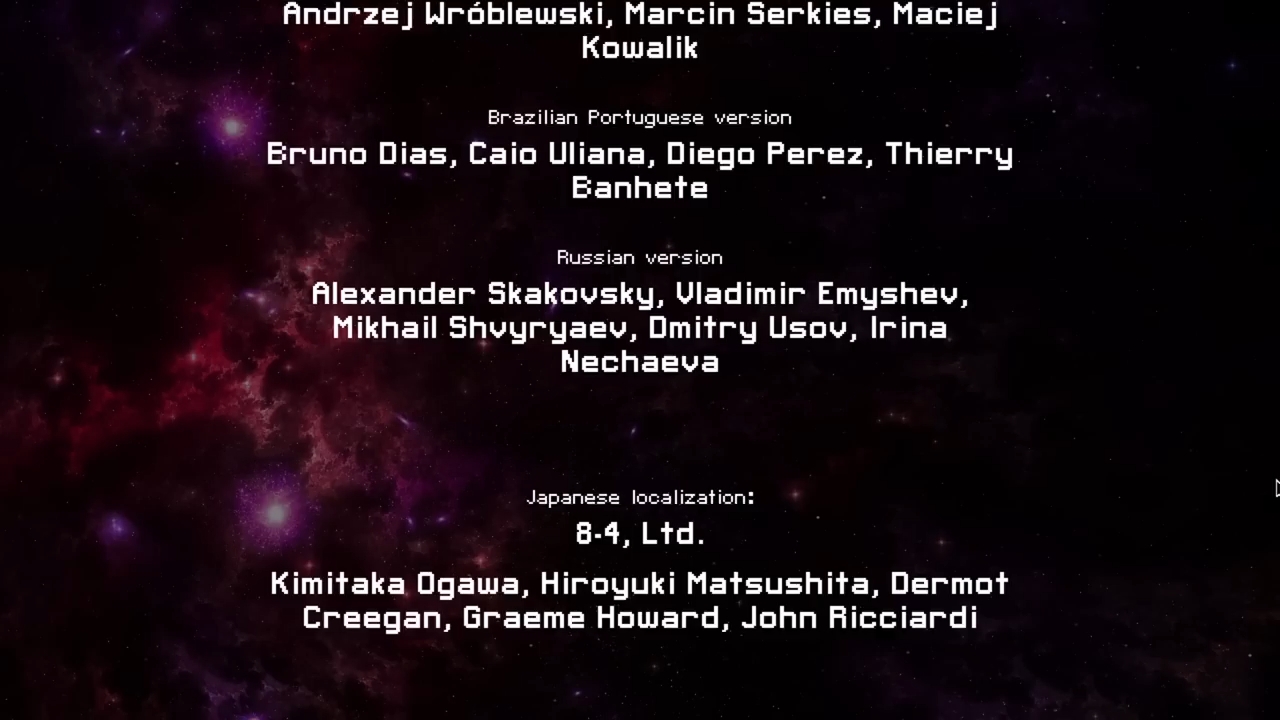 Andrzej Wróblewski, Marcin Serkies, Maciej
Kowalik
Brazilian Portuguese version
Bruno Dias, Caio Uliana, Diego Perez, Thierry
Banhete
Russian version
Alexander Skakovsky, Vladimir Emyshev,
Mikhail Shvyryaev, Dmitry Usov, Irina
Nechaeva
Japanese localization:
8-4, Ltd.
Kimitaka Ogawa, Hiroyuki Matsushita, Dermot
Creegan, Graeme Howard, John Ricciardi